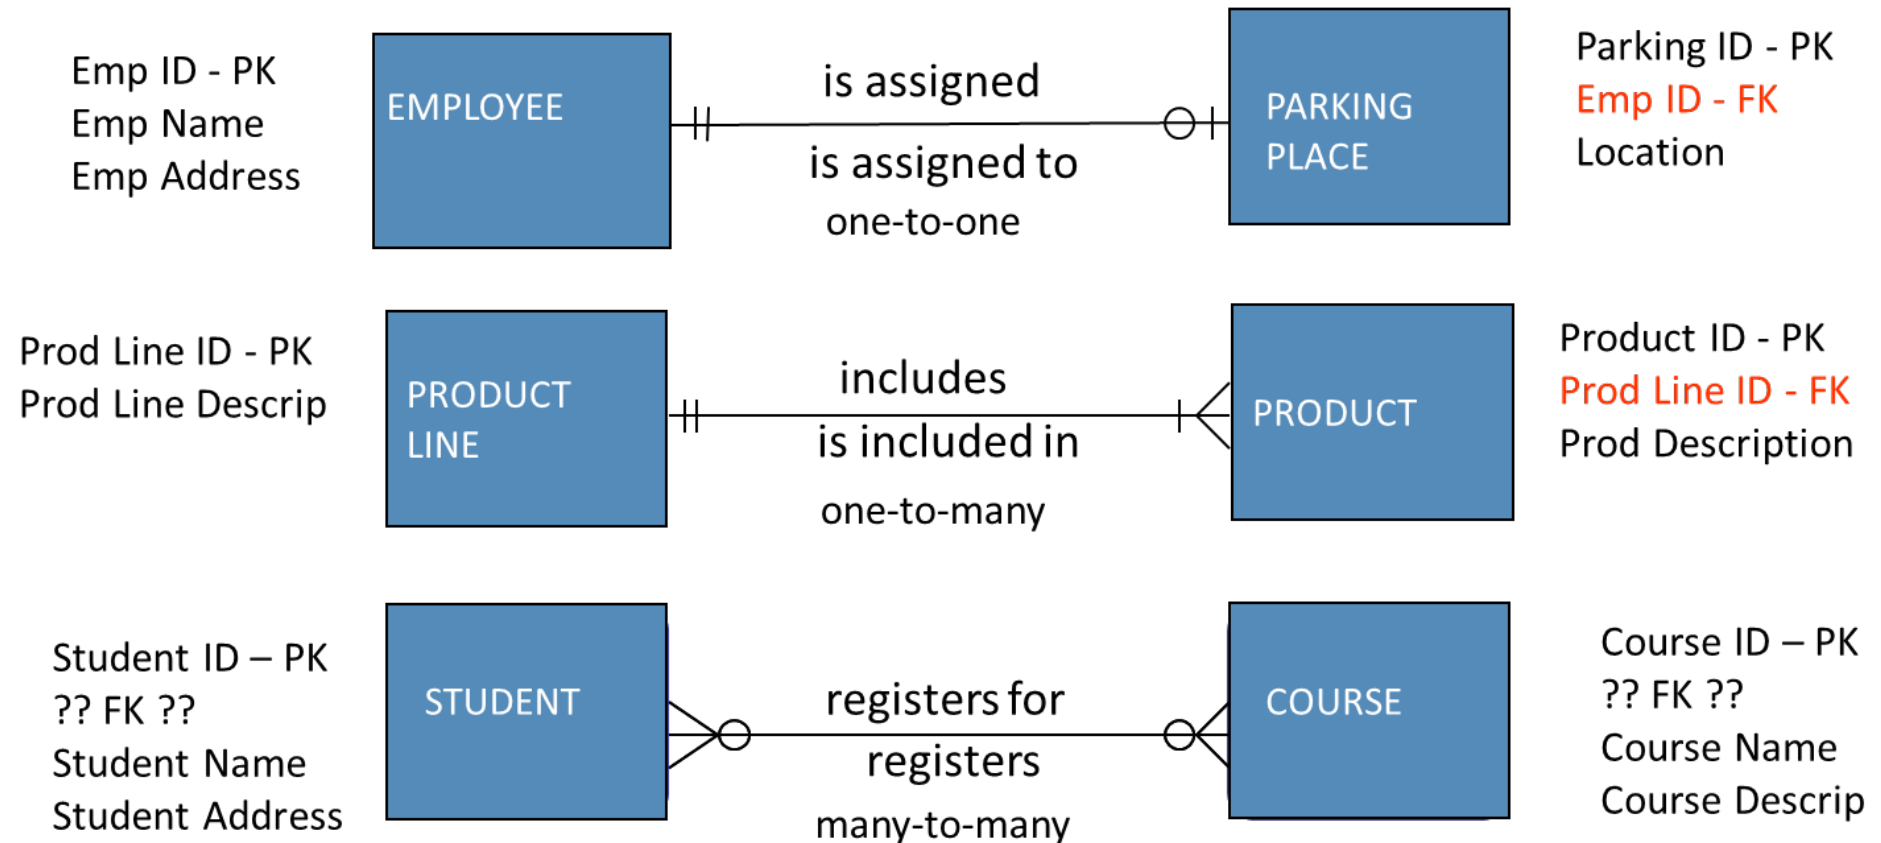 Emp ID - PK
Emp Name
Emp Address
EMPLOYEE
is assigned
is assigned to
one-to-one
PARKING
PLACE
Parking ID - PK
Emp ID - FK
Location
Prod Line ID - PK
Prod Line Descrip
PRODUCT
LINE
includes
is included in
one-to-many
PRODUCT
Product ID - PK
Prod Line ID - FK
Prod Description
Student ID – PK
?? FK ??
Student Name
Student Address
STUDENT
registers for
registers
many-to-many
COURSE
Course ID – PK
?? FK ??
Course Name
Course Descrip